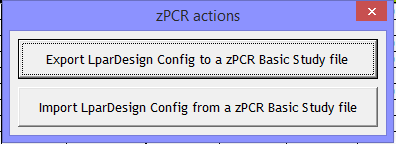 zPCR actions
Export LparDesign Config to a zPCR Basic Study file
Import LparDesign Config from a zPCR Basic Study file